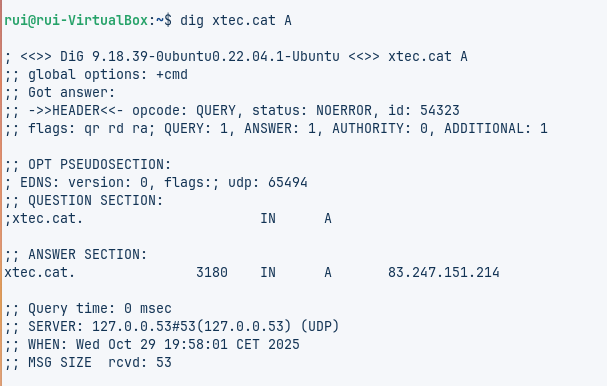 rui@rui-VirtualBox:~$ dig xtec.cat A

; <<>> DiG 9.18.39-0ubuntu0.22.04.1-Ubuntu <<>> xtec.cat A
;; global options: +cmd
;; Got answer:
;; ->>HEADER<<- opcode: QUERY, status: NOERROR, id: 54323
;; flags: qr rd ra; QUERY: 1, ANSWER: 1, AUTHORITY: 0, ADDITIONAL: 1

;; OPT PSEUDOSECTION:
; EDNS: version: 0, flags:; udp: 65494
;; QUESTION SECTION:
;xtec.cat.                      IN      A

;; ANSWER SECTION:
xtec.cat.               3180    IN      A       83.247.151.214

;; Query time: 0 msec
;; SERVER: 127.0.0.53#53(127.0.0.53) (UDP)
;; WHEN: Wed Oct 29 19:58:01 CET 2025
;; MSG SIZE  rcvd: 53